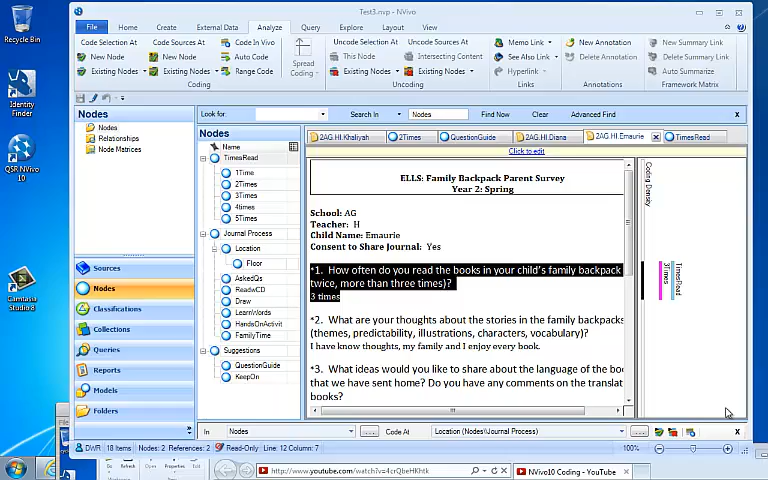 Test3.nvp - NVivo
File Home Create External Data Analyze Query Explore Layout View
Code Selection At Code Sources At Code In Vivo Uncode Selection At Uncode Sources At Memo Link New Annotation New Summary Link
New Node New Node Auto Code Spread Coding This Node Intersecting Content See Also Link Delete Annotation Delete Summary Link
Existing Nodes Existing Nodes Range Code Existing Nodes Existing Nodes Hyperlink Auto Summarize
Coding Uncoding Links Annotations Framework Matrix
Recycle Bin
Identity Finder
QSR NVivo 10
Camtasia Studio 8
Look for: Search In Nodes Find Now Clear Advanced Find
Nodes
Nodes
Relationships
Node Matrices
Sources
Nodes
Classifications
Collections
Queries
Reports
Models
Folders
Nodes
Name
TimesRead
1Time
2Times
3Times
4times
5Times
Journal Process
Location
Floor
AskedQs
ReadwCD
Draw
LearnWords
HandsOnActivit
FamilyTime
Suggestions
QuestionGuide
KeepOn
2AG.HI.Khaliyah 2Times QuestionGuide 2AG.HI.Diana 2AG.HI.Emaurie TimesRead
Click to edit
ELLS: Family Backpack Parent Survey
Year 2: Spring
School: AG
Teacher: H
Child Name: Emaurie
Consent to Share Journal: Yes
*1. How often do you read the books in your child's family backpack
twice, more than three times)?
3 times
*2. What are your thoughts about the stories in the family backpacks
(themes, predictability, illustrations, characters, vocabulary)?
I have know thoughts, my family and I enjoy every book.
*3. What ideas would you like to share about the language of the boo
that we have sent home? Do you have any comments on the translat
books?
Coding Density
3Times
TimesRead
In Nodes Code At Location (Nodes\\Journal Process)
DWR 18 Items Nodes: 2 References: 2 Read-Only Line: 12 Column: 7 100%
http://www.youtube.com/watch?v=4crQbeHKhtk NVivo10 Coding - YouTube